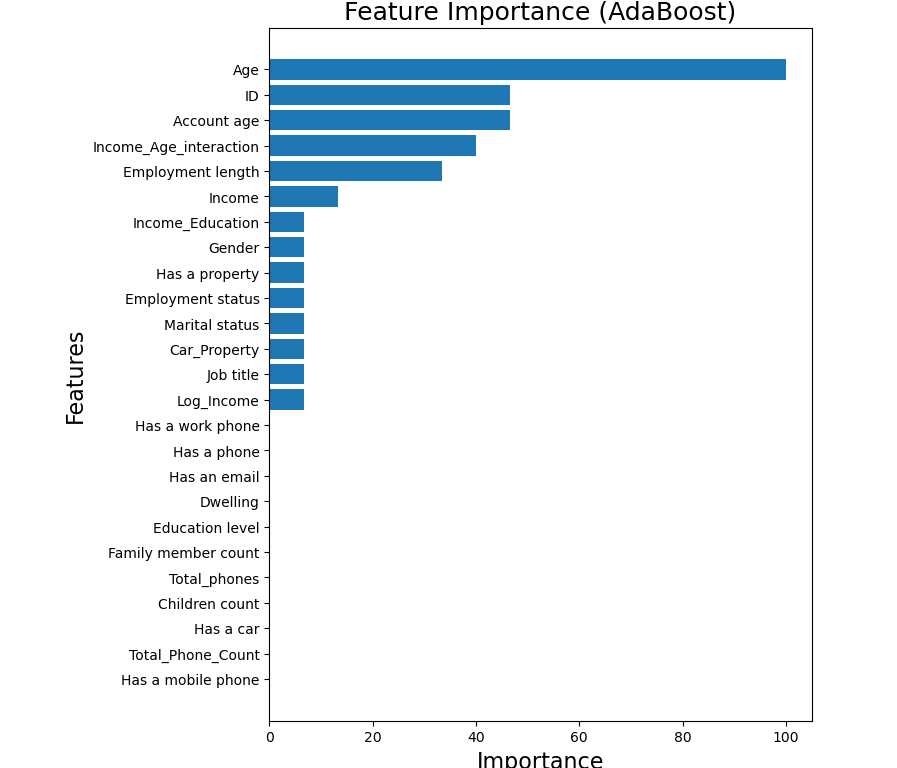 Feature Importance (AdaBoost)
Age
ID
Account age
Income_Age_interaction
Employment length
Income
Income_Education
Gender
Has a property
Employment status
Marital status
Car_Property
Job title
Log_Income
Has a work phone
Has a phone
Has an email
Dwelling
Education level
Family member count
Total_phones
Children count
Has a car
Total_Phone_Count
Has a mobile phone
Features
0 20 40 60 80 100
Importance